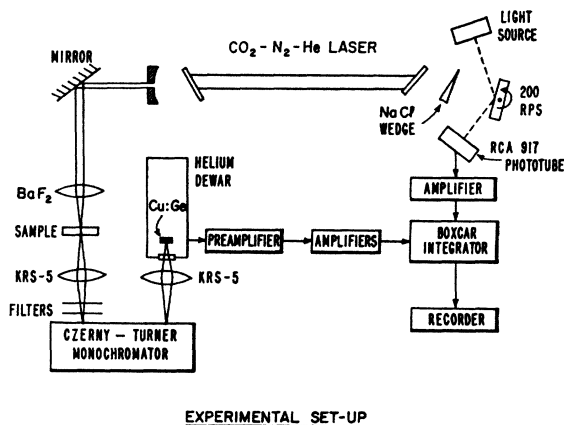 LIGHT
SOURCE
MIRROR
CO2-N2-He LASER
200
RPS
NaCl
WEDGE
RCA 917
PHOTOTUBE
HELIUM
DEWAR
BaF2
Cu:Ge
AMPLIFIER
SAMPLE
PREAMPLIFIER
AMPLIFIERS
BOXCAR
INTEGRATOR
KRS-5
KRS-5
FILTERS
CZERNY - TURNER
MONOCHROMATOR
RECORDER
EXPERIMENTAL SET-UP